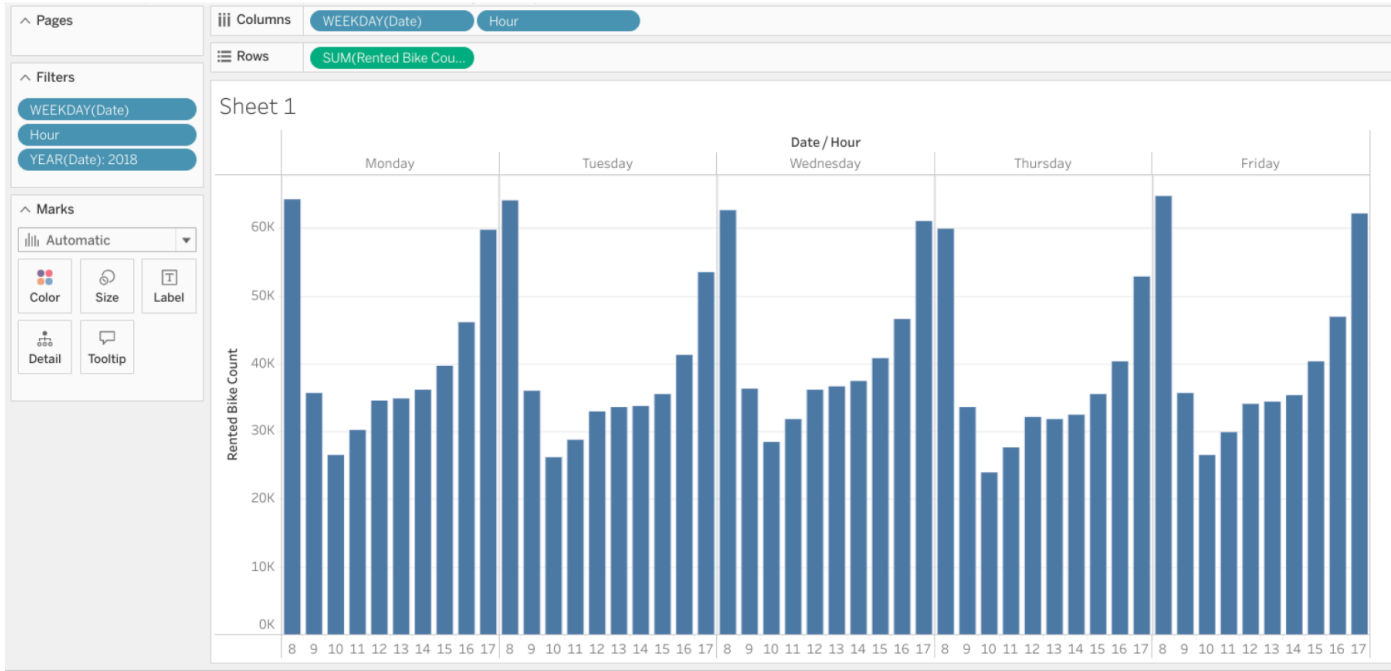 Pages
Columns WEEKDAY(Date) Hour
Rows SUM(Rented Bike Cou...
Filters
WEEKDAY(Date)
Hour
YEAR(Date): 2018
Marks
Automatic
Color Size Label
Detail Tooltip
Sheet 1
Date / Hour
Monday Tuesday Wednesday Thursday Friday
Rented Bike Count
60K
50K
40K
30K
20K
10K
0K
8 9 10 11 12 13 14 15 16 17 8 9 10 11 12 13 14 15 16 17 8 9 10 11 12 13 14 15 16 17 8 9 10 11 12 13 14 15 16 17 8 9 10 11 12 13 14 15 16 17